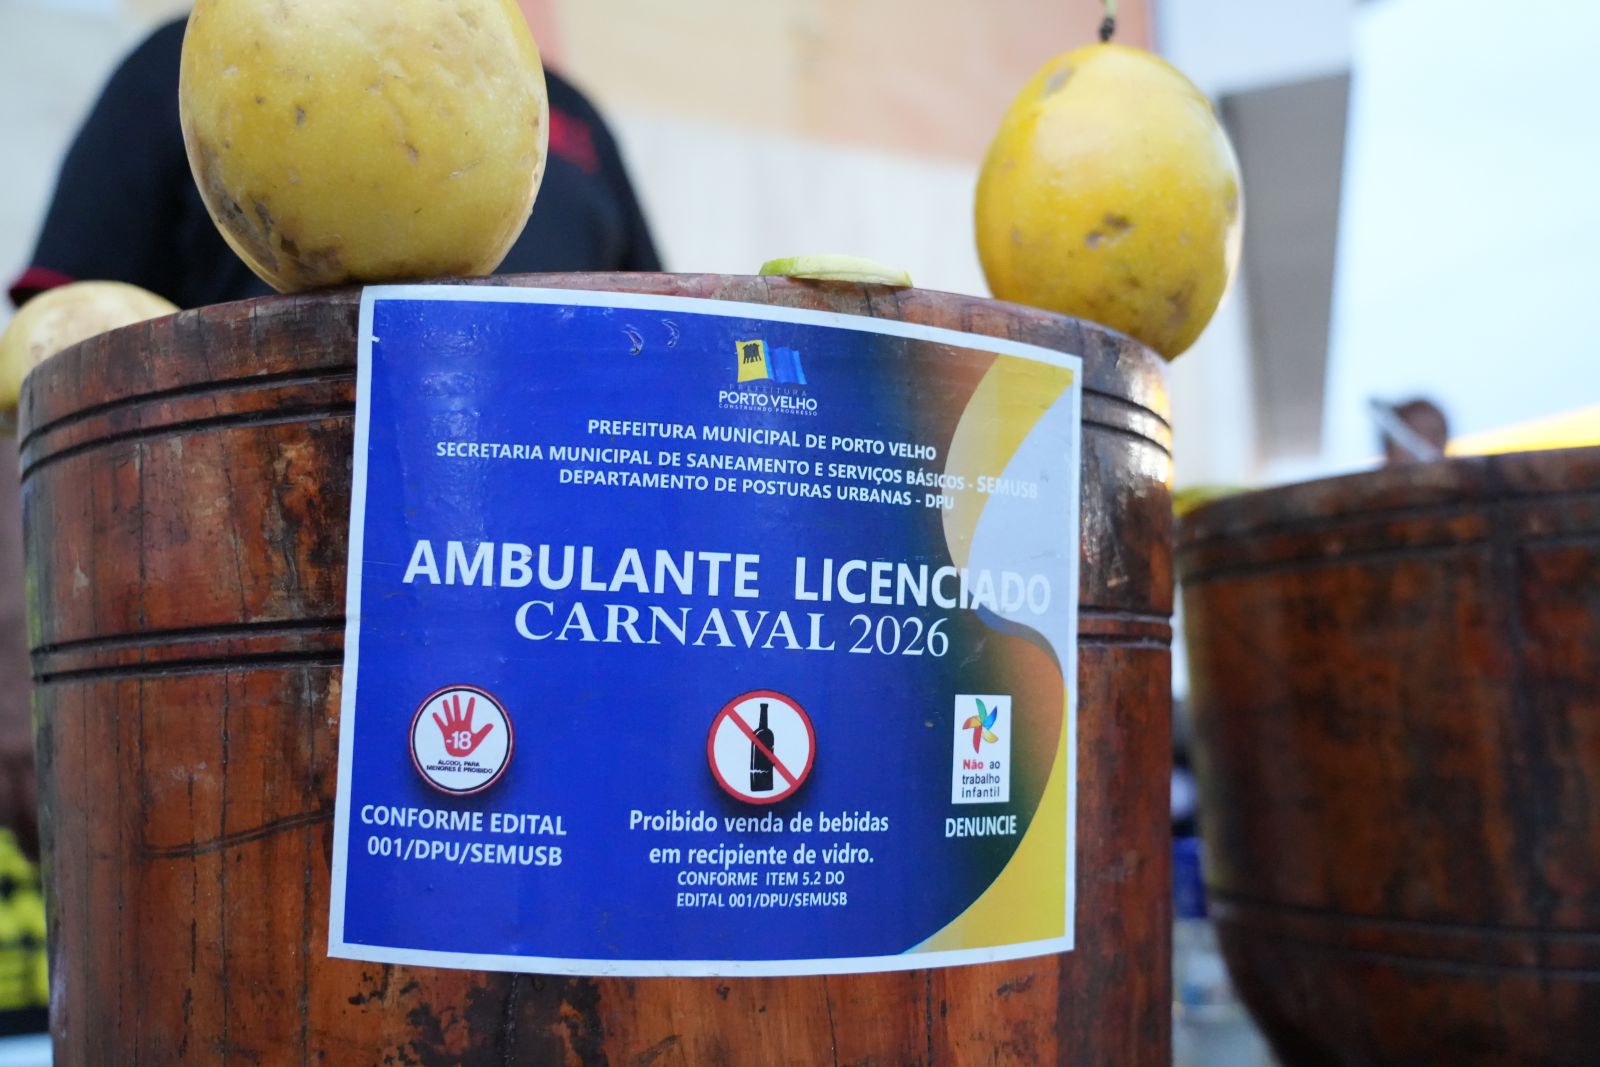 PREFEITURA
PORTO VELHO
CONSTRUINDO PROGRESSO
PREFEITURA MUNICIPAL DE PORTO VELHO
SECRETARIA MUNICIPAL DE SANEAMENTO E SERVIÇOS BÁSICOS - SEMUSB
DEPARTAMENTO DE POSTURAS URBANAS - DPU
AMBULANTE LICENCIADO
CARNAVAL 2026
-18
ÁLCOOL PARA
MENORES É PROIBIDO
CONFORME EDITAL
001/DPU/SEMUSB
Proibido venda de bebidas
em recipiente de vidro.
CONFORME ITEM 5.2 DO
EDITAL 001/DPU/SEMUSB
Não ao
trabalho
infantil
DENUNCIE